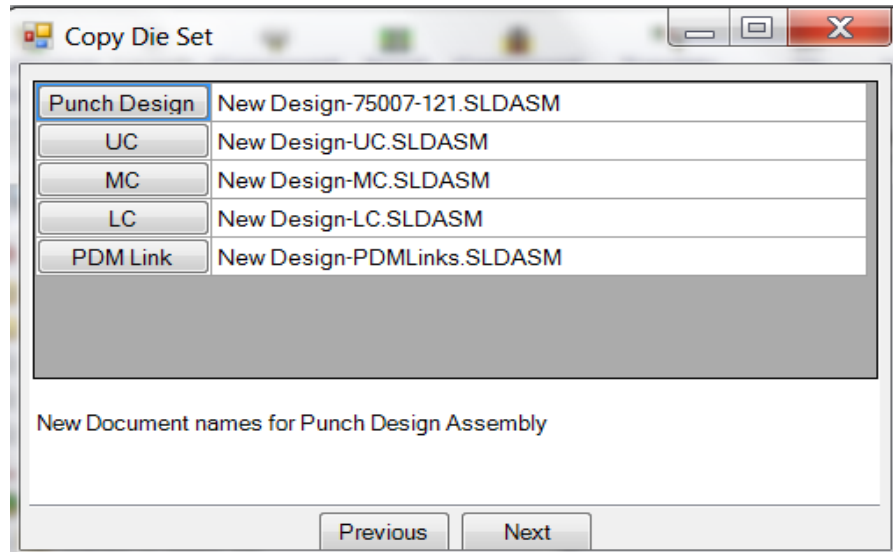 Copy Die Set
Punch Design New Design-75007-121.SLDASM
UC New Design-UC.SLDASM
MC New Design-MC.SLDASM
LC New Design-LC.SLDASM
PDM Link New Design-PDMLinks.SLDASM
New Document names for Punch Design Assembly
Previous Next